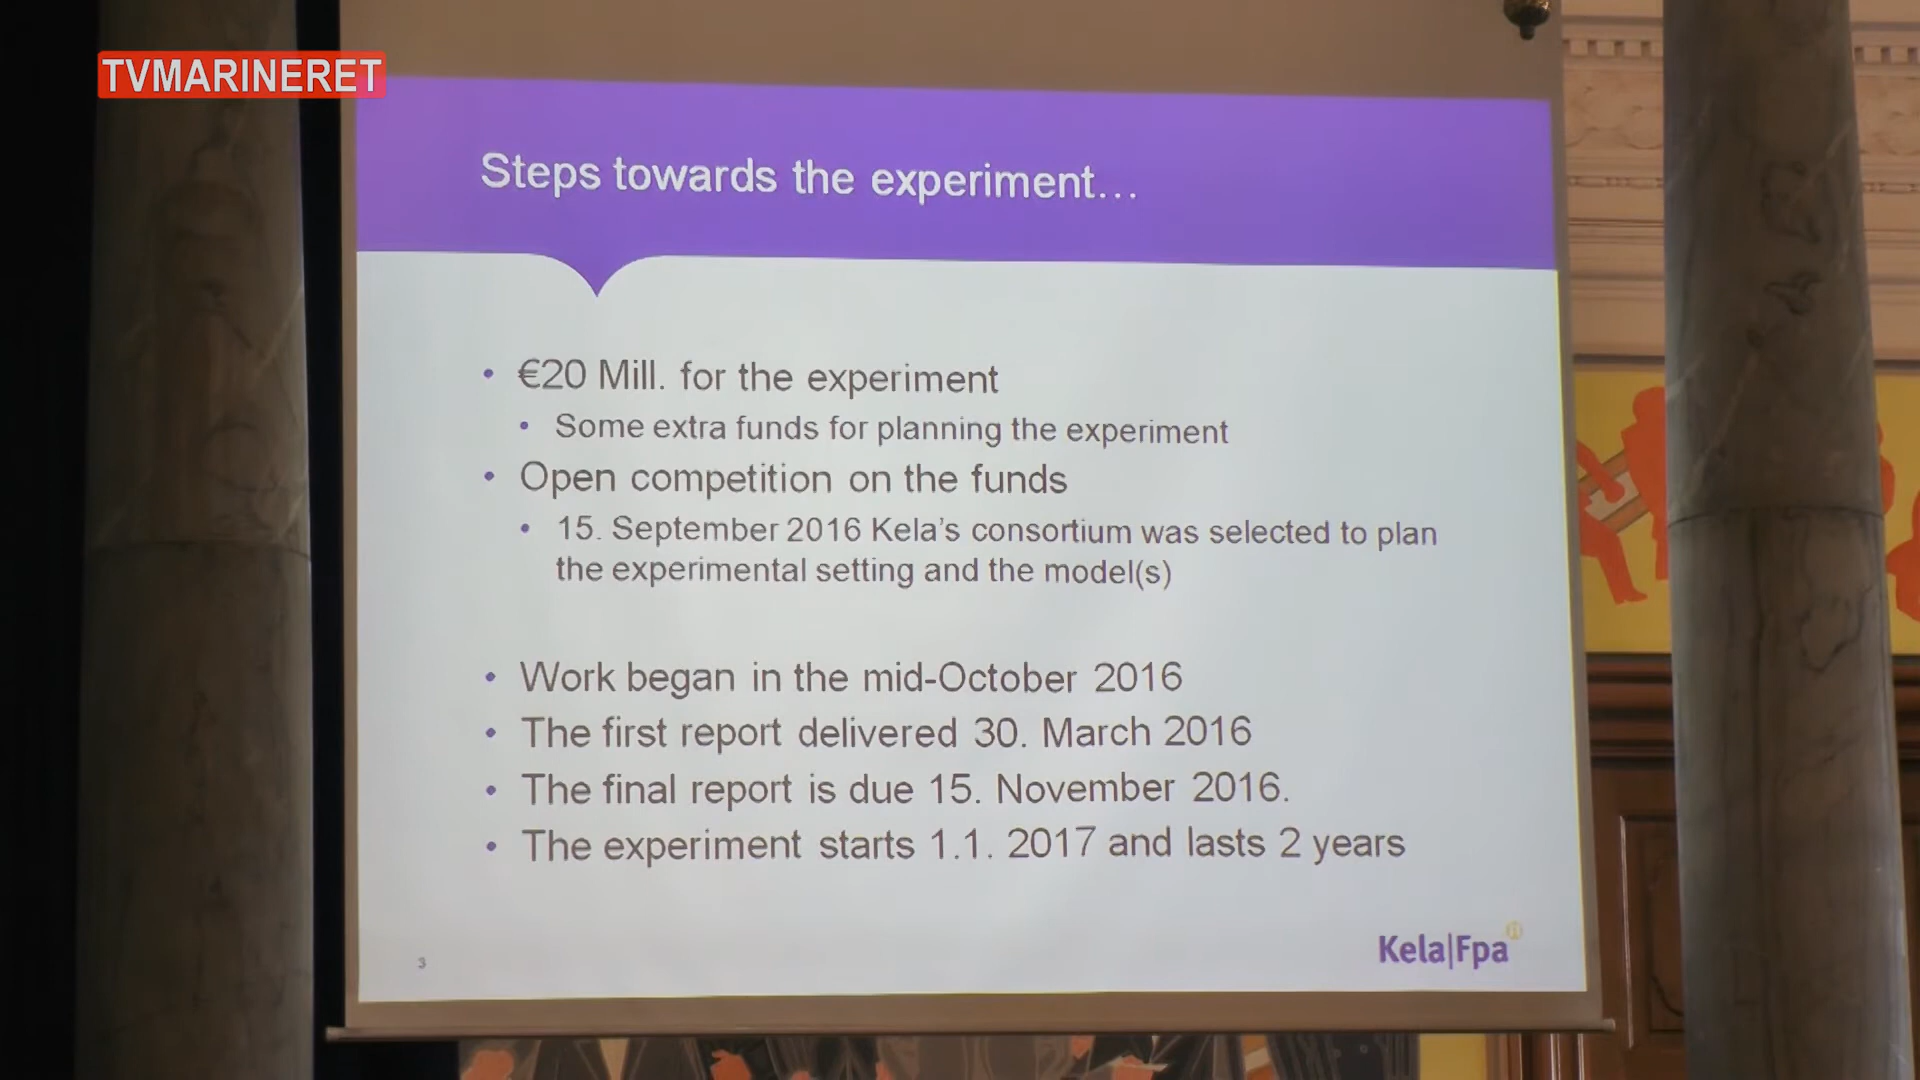 TVMARINERET
Steps towards the experiment...
• €20 Mill. for the experiment
• Some extra funds for planning the experiment
• Open competition on the funds
• 15. September 2016 Kela’s consortium was selected to plan
the experimental setting and the model(s)
• Work began in the mid-October 2016
• The first report delivered 30. March 2016
• The final report is due 15. November 2016.
• The experiment starts 1.1. 2017 and lasts 2 years
3
Kela|Fpa